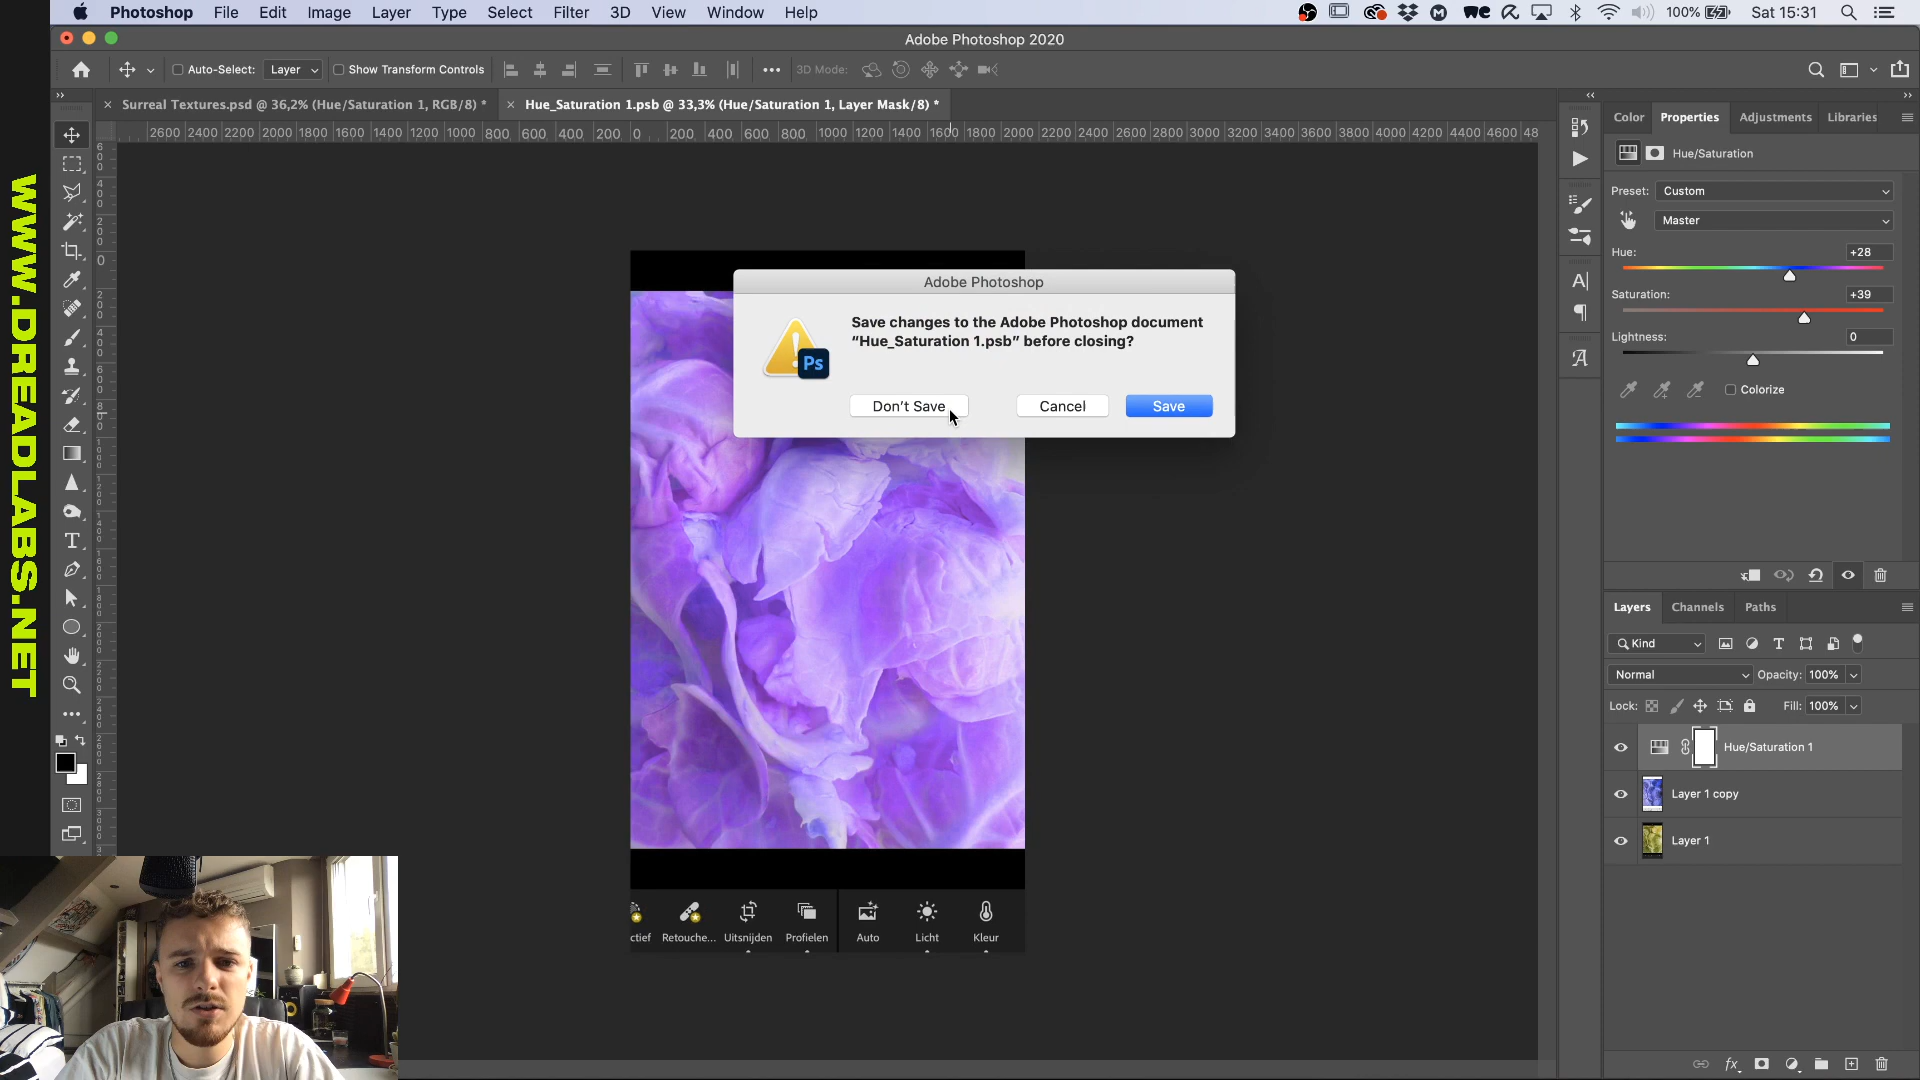 Photoshop File Edit Image Layer Type Select Filter 3D View Window Help 100% Sat 15:31
Adobe Photoshop 2020
Auto-Select: Layer Show Transform Controls 3D Mode:
Surreal Textures.psd @ 36,2% (Hue/Saturation 1, RGB/8) * Hue_Saturation 1.psb @ 33,3% (Hue/Saturation 1, Layer Mask/8) *
Color Properties Adjustments Libraries
2600 2400 2200 2000 1800 1600 1400 1200 1000 800 600 400 200 0 200 400 600 800 1000 1200 1400 1600 1800 2000 2200 2400 2600 2800 3000 3200 3400 3600 3800 4000 4200 4400 4600 48
Hue/Saturation
Preset: Custom
Master
Hue: +28
Saturation: +39
Lightness: 0
Colorize
Adobe Photoshop
Save changes to the Adobe Photoshop document
“Hue_Saturation 1.psb” before closing?
Ps
Don’t Save Cancel Save
WWW.DREADLABS.NET
Layers Channels Paths
Kind
Normal Opacity: 100%
Lock: Fill: 100%
Hue/Saturation 1
Layer 1 copy
Layer 1
ctief Retouche... Uitsnijden Profielen Auto Licht Kleur
fx